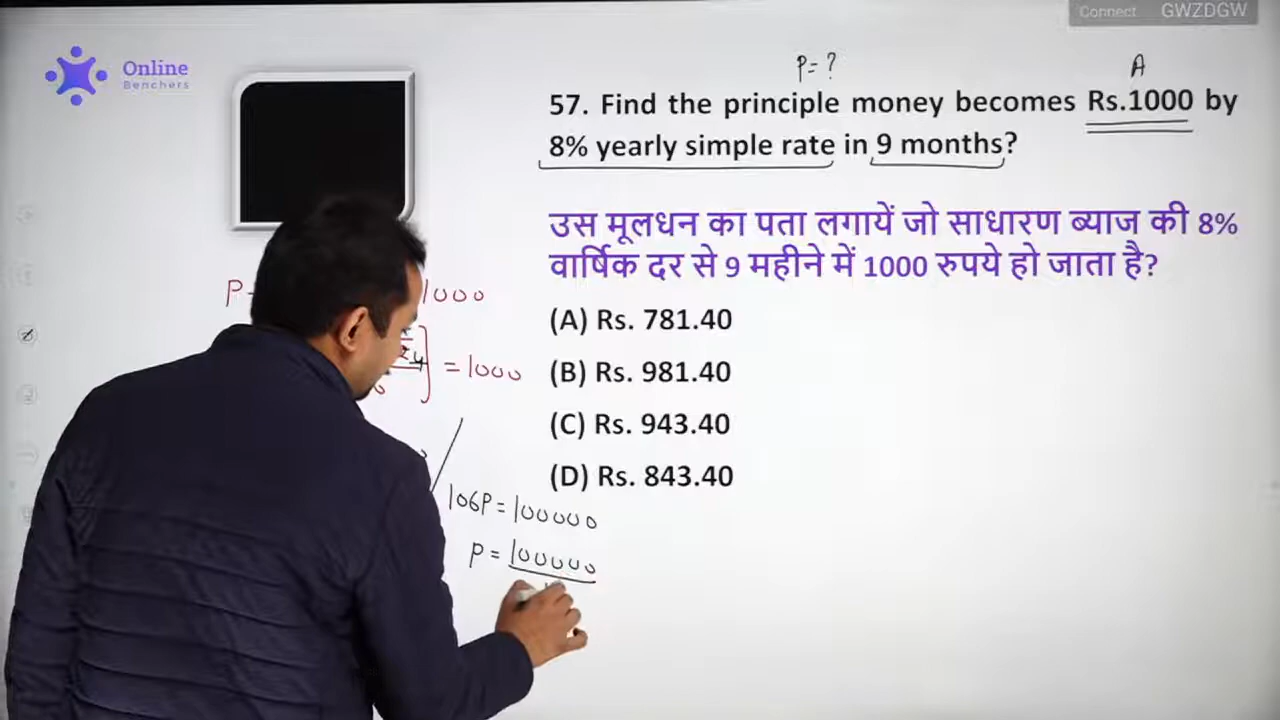 Connect GWZDGW
Online
Benchers
P= ?
A
57. Find the principle money becomes Rs.1000 by
8% yearly simple rate in 9 months?
उस मूलधन का पता लगायें जो साधारण ब्याज की 8%
वार्षिक दर से 9 महीने में 1000 रुपये हो जाता है?
P
1000
= 1000
(A) Rs. 781.40
(B) Rs. 981.40
(C) Rs. 943.40
(D) Rs. 843.40
106P = 100000
P = 100000